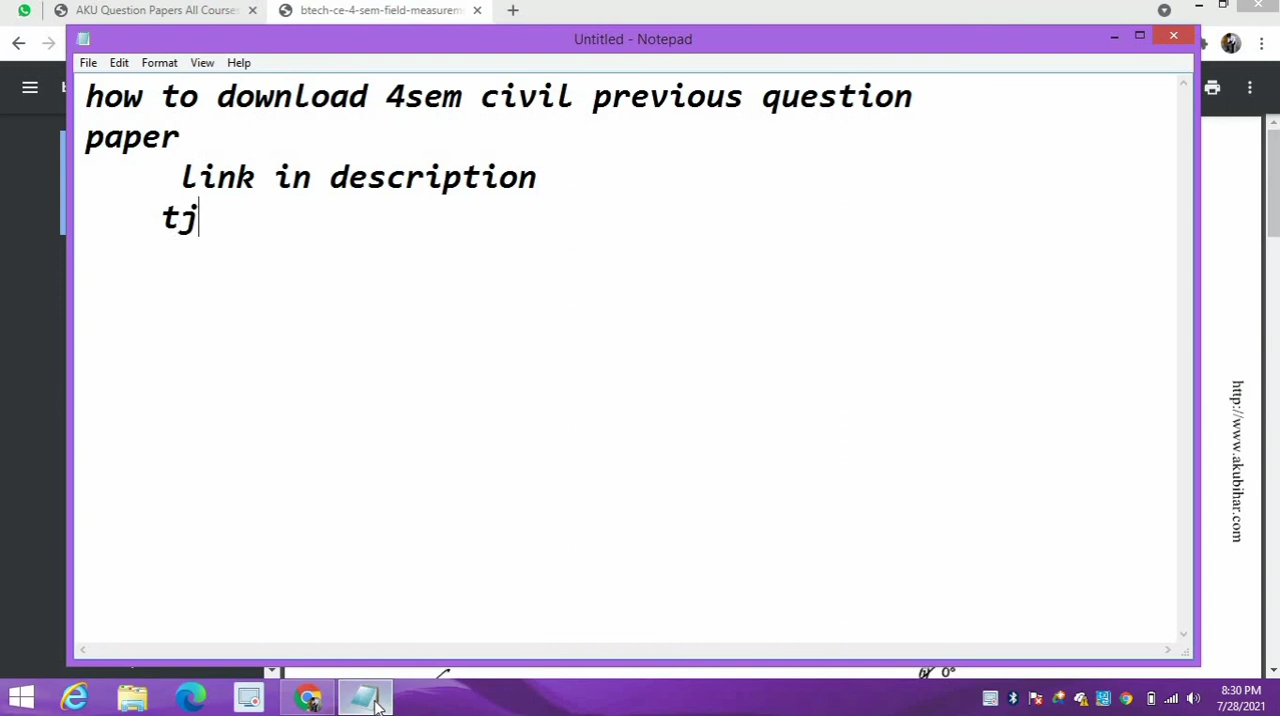 AKU Question Papers All Courses
btech-ce-4-sem-field-measurem
Untitled - Notepad
File Edit Format View Help
how to download 4sem civil previous question
paper
link in description
tj
http://www.akubihar.com
0°
8:30 PM
7/28/2021